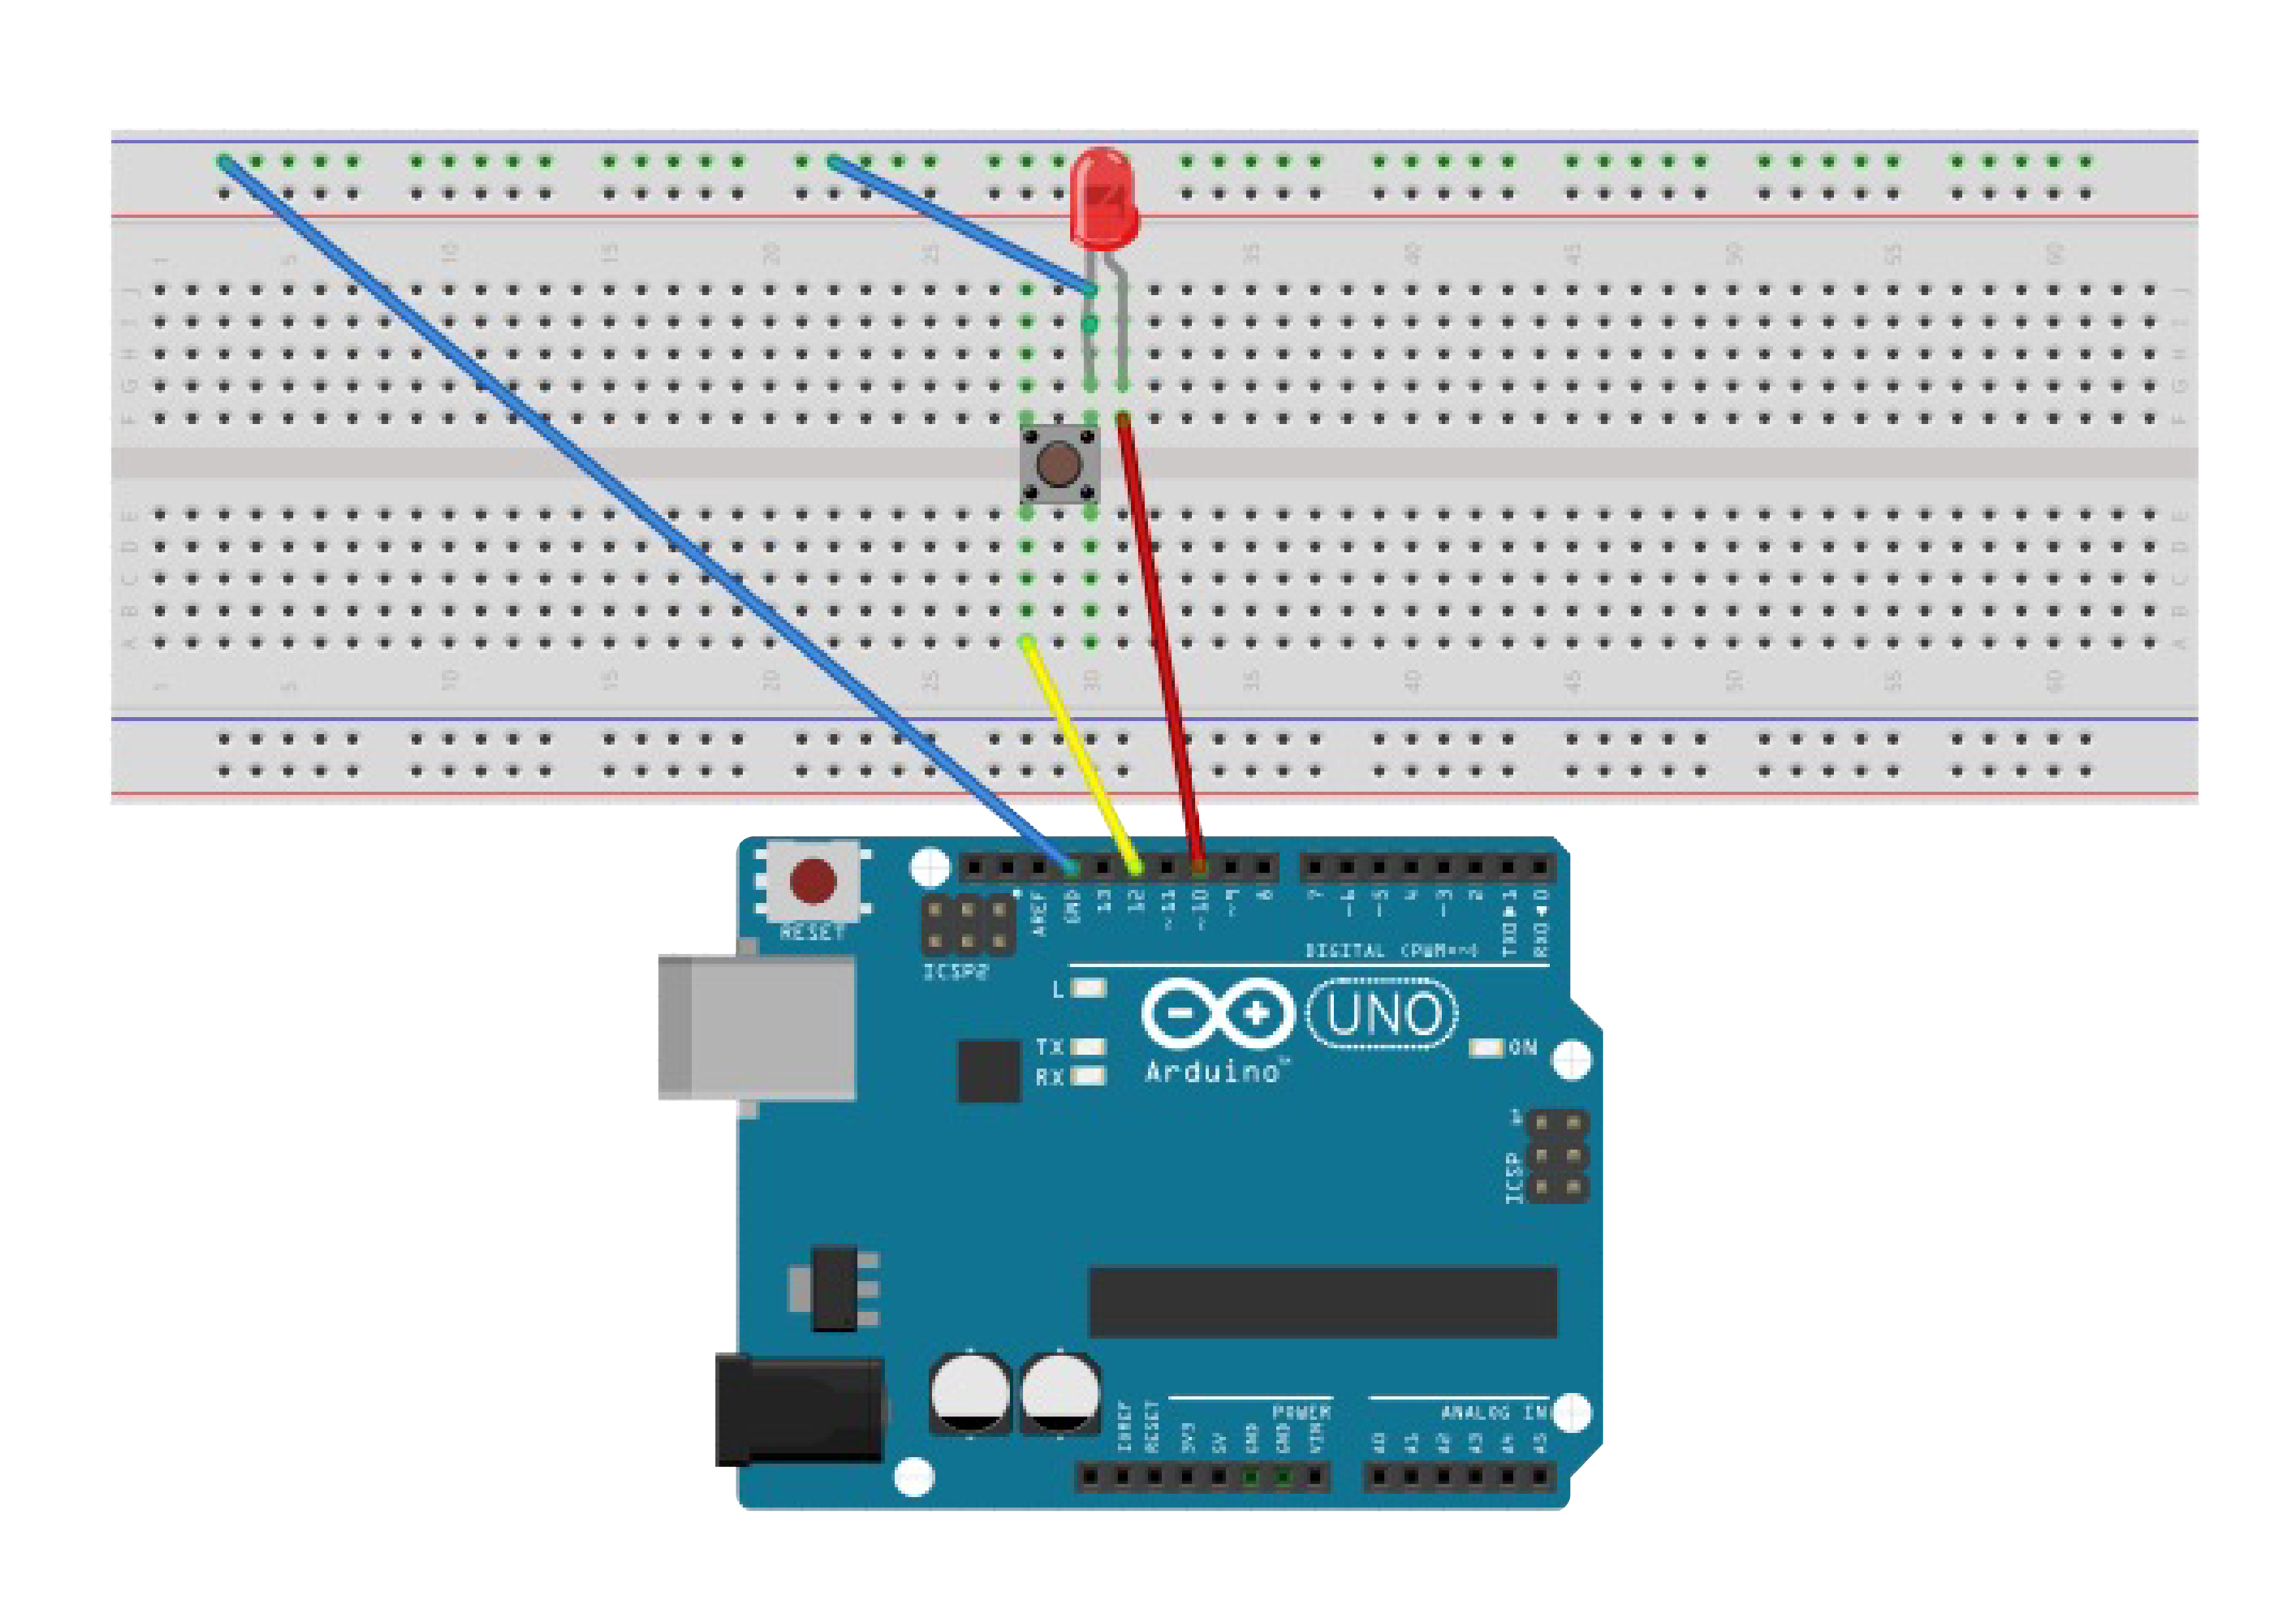 1 5 10 15 20 25 35 40 45 50 55 60
J J
I I
H H
G G
F F
E E
D D
C C
B B
A A
1 5 10 15 20 25 30 35 40 45 50 55 60
RESET
AREF GND 13 12 ~11 ~10 ~9 8 7 ~6 ~5 4 ~3 2 TX0▶1 RX0◀0
DIGITAL (PWM=~)
ICSP2
L
UNO
TX
ON
RX
Arduino™
ICSP
POWER
ANALOG IN
IOREF RESET 3V3 5V GND GND VIN A0 A1 A2 A3 A4 A5